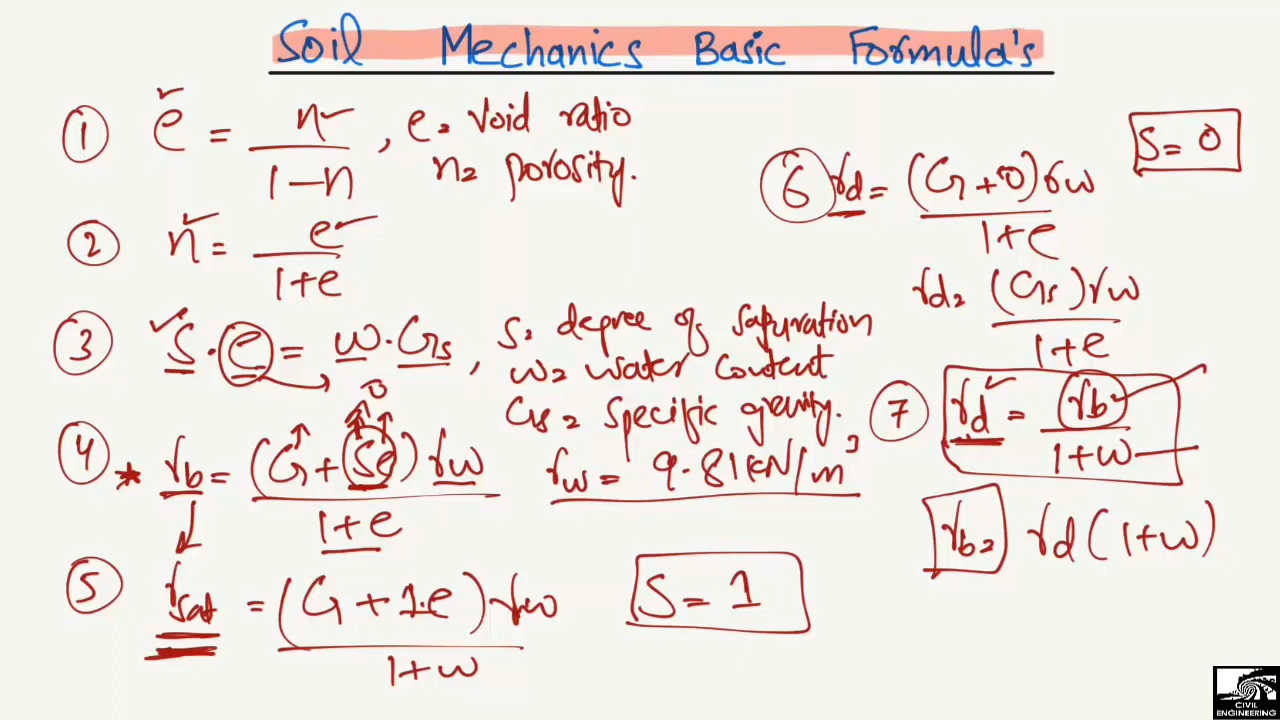 Soil Mechanics Basic Formula's
① e = n / 1-n , e = void ratio
n = porosity.
② n = e / 1+e
③ S · e = w · Gs , S = degree of saturation
w = water content
Gs = specific gravity.
0
④ * γb = (G + Se) γw / 1+e
γw = 9.81 kN/m³
⑤ γsat = (G + 1.e) γw / 1+w
S = 1
S = 0
⑥ γd = (G + 0) γw / 1+e
γd = (Gs) γw / 1+e
⑦ γd = γb / 1+w
γb = γd (1+w)
CIVIL
ENGINEERING